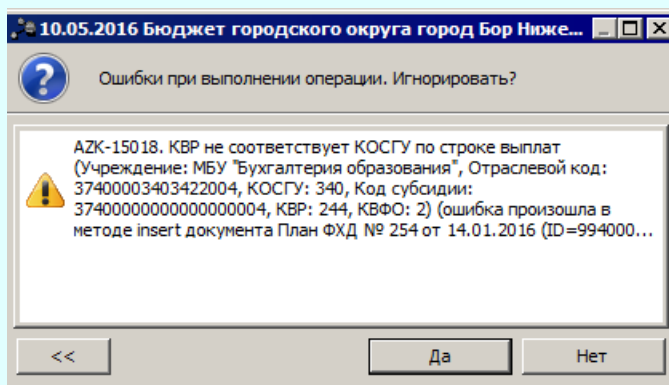 10.05.2016 Бюджет городского округа город Бор Ниже...
Ошибки при выполнении операции. Игнорировать?
AZK-15018. КВР не соответствует КОСГУ по строке выплат
(Учреждение: МБУ "Бухгалтерия образования", Отраслевой код:
37400003403422004, КОСГУ: 340, Код субсидии:
37400000000000000004, КВР: 244, КВФО: 2) (ошибка произошла в
методе insert документа План ФХД № 254 от 14.01.2016 (ID=994000...
<< Да Нет